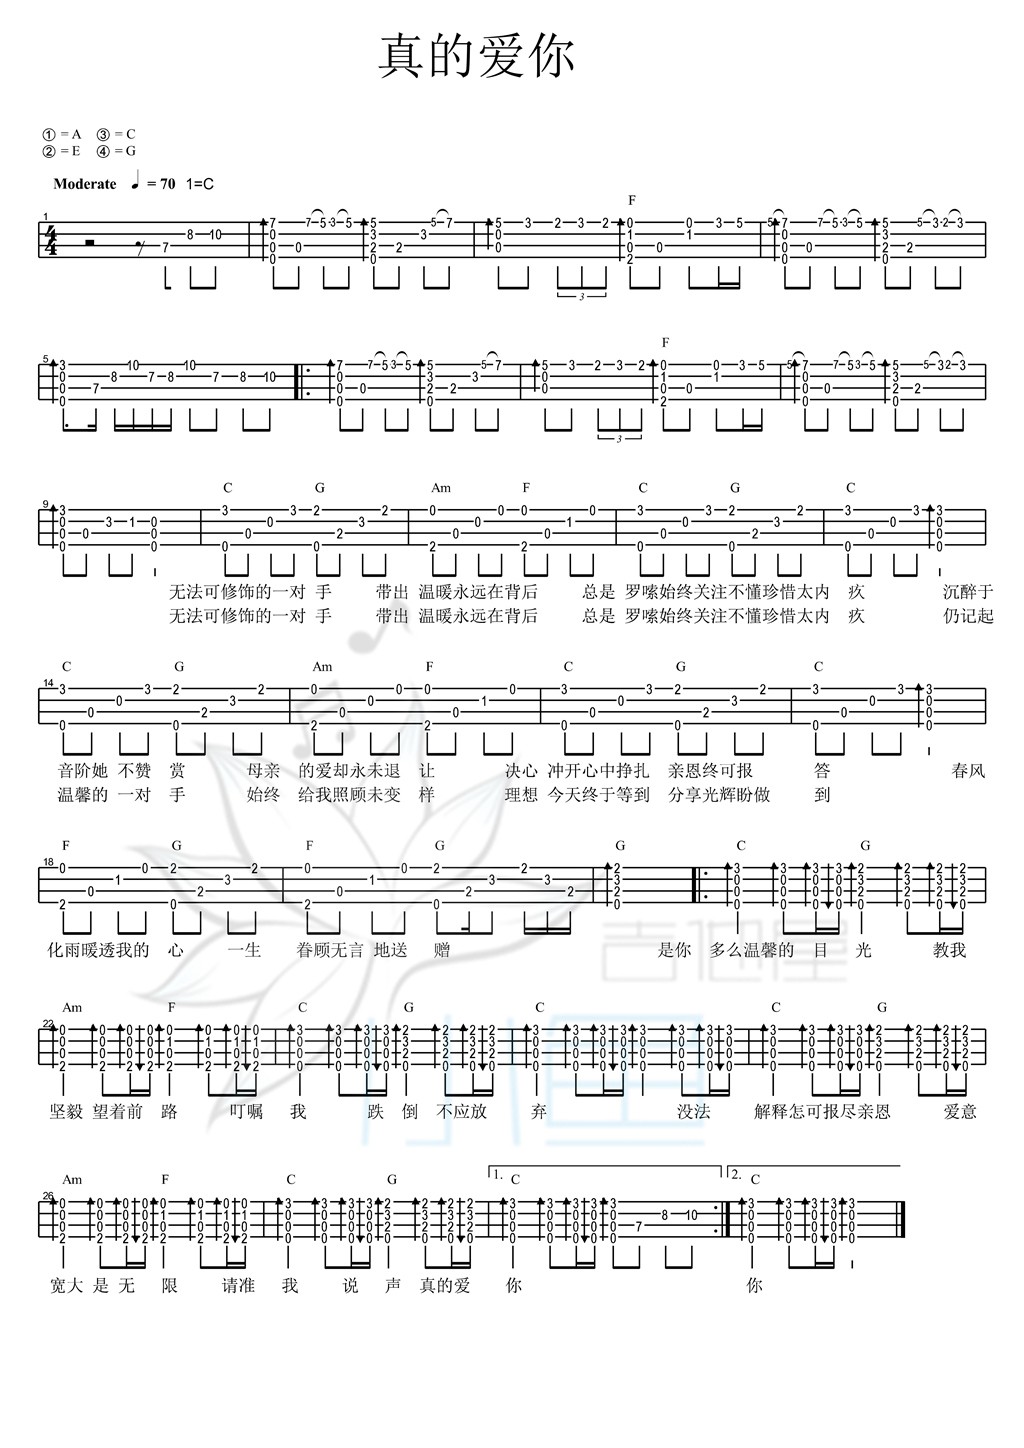 真的爱你
① = A ③ = C
② = E ④ = G
Moderate = 70 1=C
F
F
C G Am F C G C
无法可修饰的一对 手 带出 温暖永远在背后 总是 罗嗦始终关注不懂珍惜太内 疚 沉醉于
无法可修饰的一对 手 带出 温暖永远在背后 总是 罗嗦始终关注不懂珍惜太内 疚 仍记起
C G Am F C G C
音阶她 不赞 赏 母亲 的爱却永未退 让 决心 冲开心中挣扎 亲恩终可报 答 春风
温馨的 一对 手 始终 给我照顾未变 样 理想 今天终于等到 分享光辉盼做 到
F G F G G C G
化雨暖透我的 心 一生 眷顾无言 地送 赠 是你 多么温馨的 目 光 教我
Am F C G C C G
坚毅 望着前 路 叮嘱 我 跌 倒 不应放 弃 没法 解释怎可报尽亲恩 爱意
Am F C G 1. C 2. C
宽大 是 无 限 请准 我 说 声 真的爱 你 你